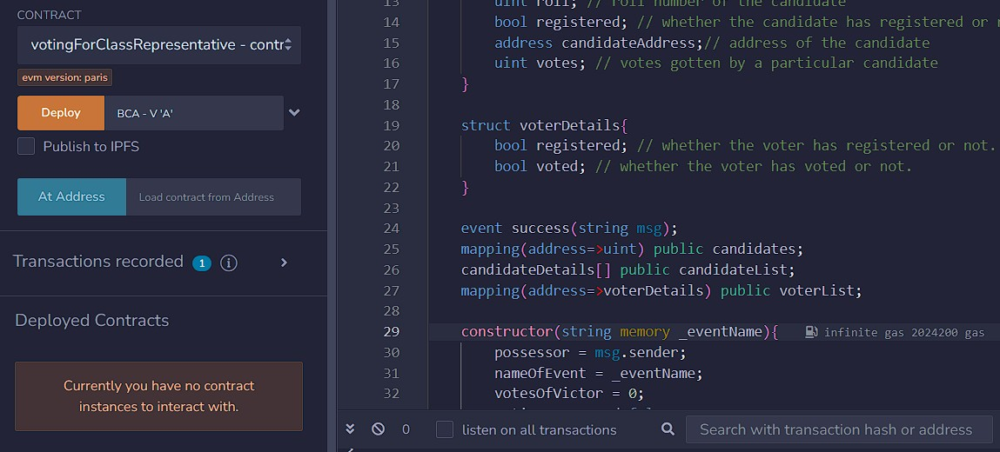 CONTRACT
votingForClassRepresentative - contr
evm version: paris
Deploy
BCA - V 'A'
Publish to IPFS
At Address
Load contract from Address
Transactions recorded 1 i
Deployed Contracts
Currently you have no contract
instances to interact with.
13 uint roll; // roll number of the candidate
14 bool registered; // whether the candidate has registered or
15 address candidateAddress;// address of the candidate
16 uint votes; // votes gotten by a particular candidate
17 }
18
19 struct voterDetails{
20 bool registered; // whether the voter has registered or not.
21 bool voted; // whether the voter has voted or not.
22 }
23
24 event success(string msg);
25 mapping(address=>uint) public candidates;
26 candidateDetails[] public candidateList;
27 mapping(address=>voterDetails) public voterList;
28
29 constructor(string memory _eventName){ infinite gas 2024200 gas
30 possessor = msg.sender;
31 nameOfEvent = _eventName;
32 votesOfVictor = 0;
0 listen on all transactions Search with transaction hash or address